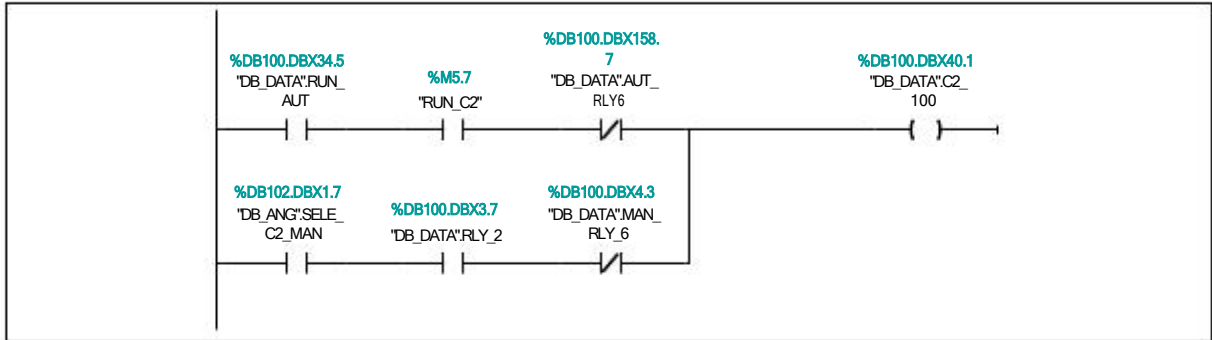 %DB100.DBX34.5
"DB_DATA".RUN_
AUT
%M5.7
"RUN_C2"
%DB100.DBX158.
7
"DB_DATA".AUT_
RLY6
%DB100.DBX40.1
"DB_DATA".C2_
100
%DB102.DBX1.7
"DB_ANG".SELE_
C2_MAN
%DB100.DBX3.7
"DB_DATA".RLY_2
%DB100.DBX4.3
"DB_DATA".MAN_
RLY_6